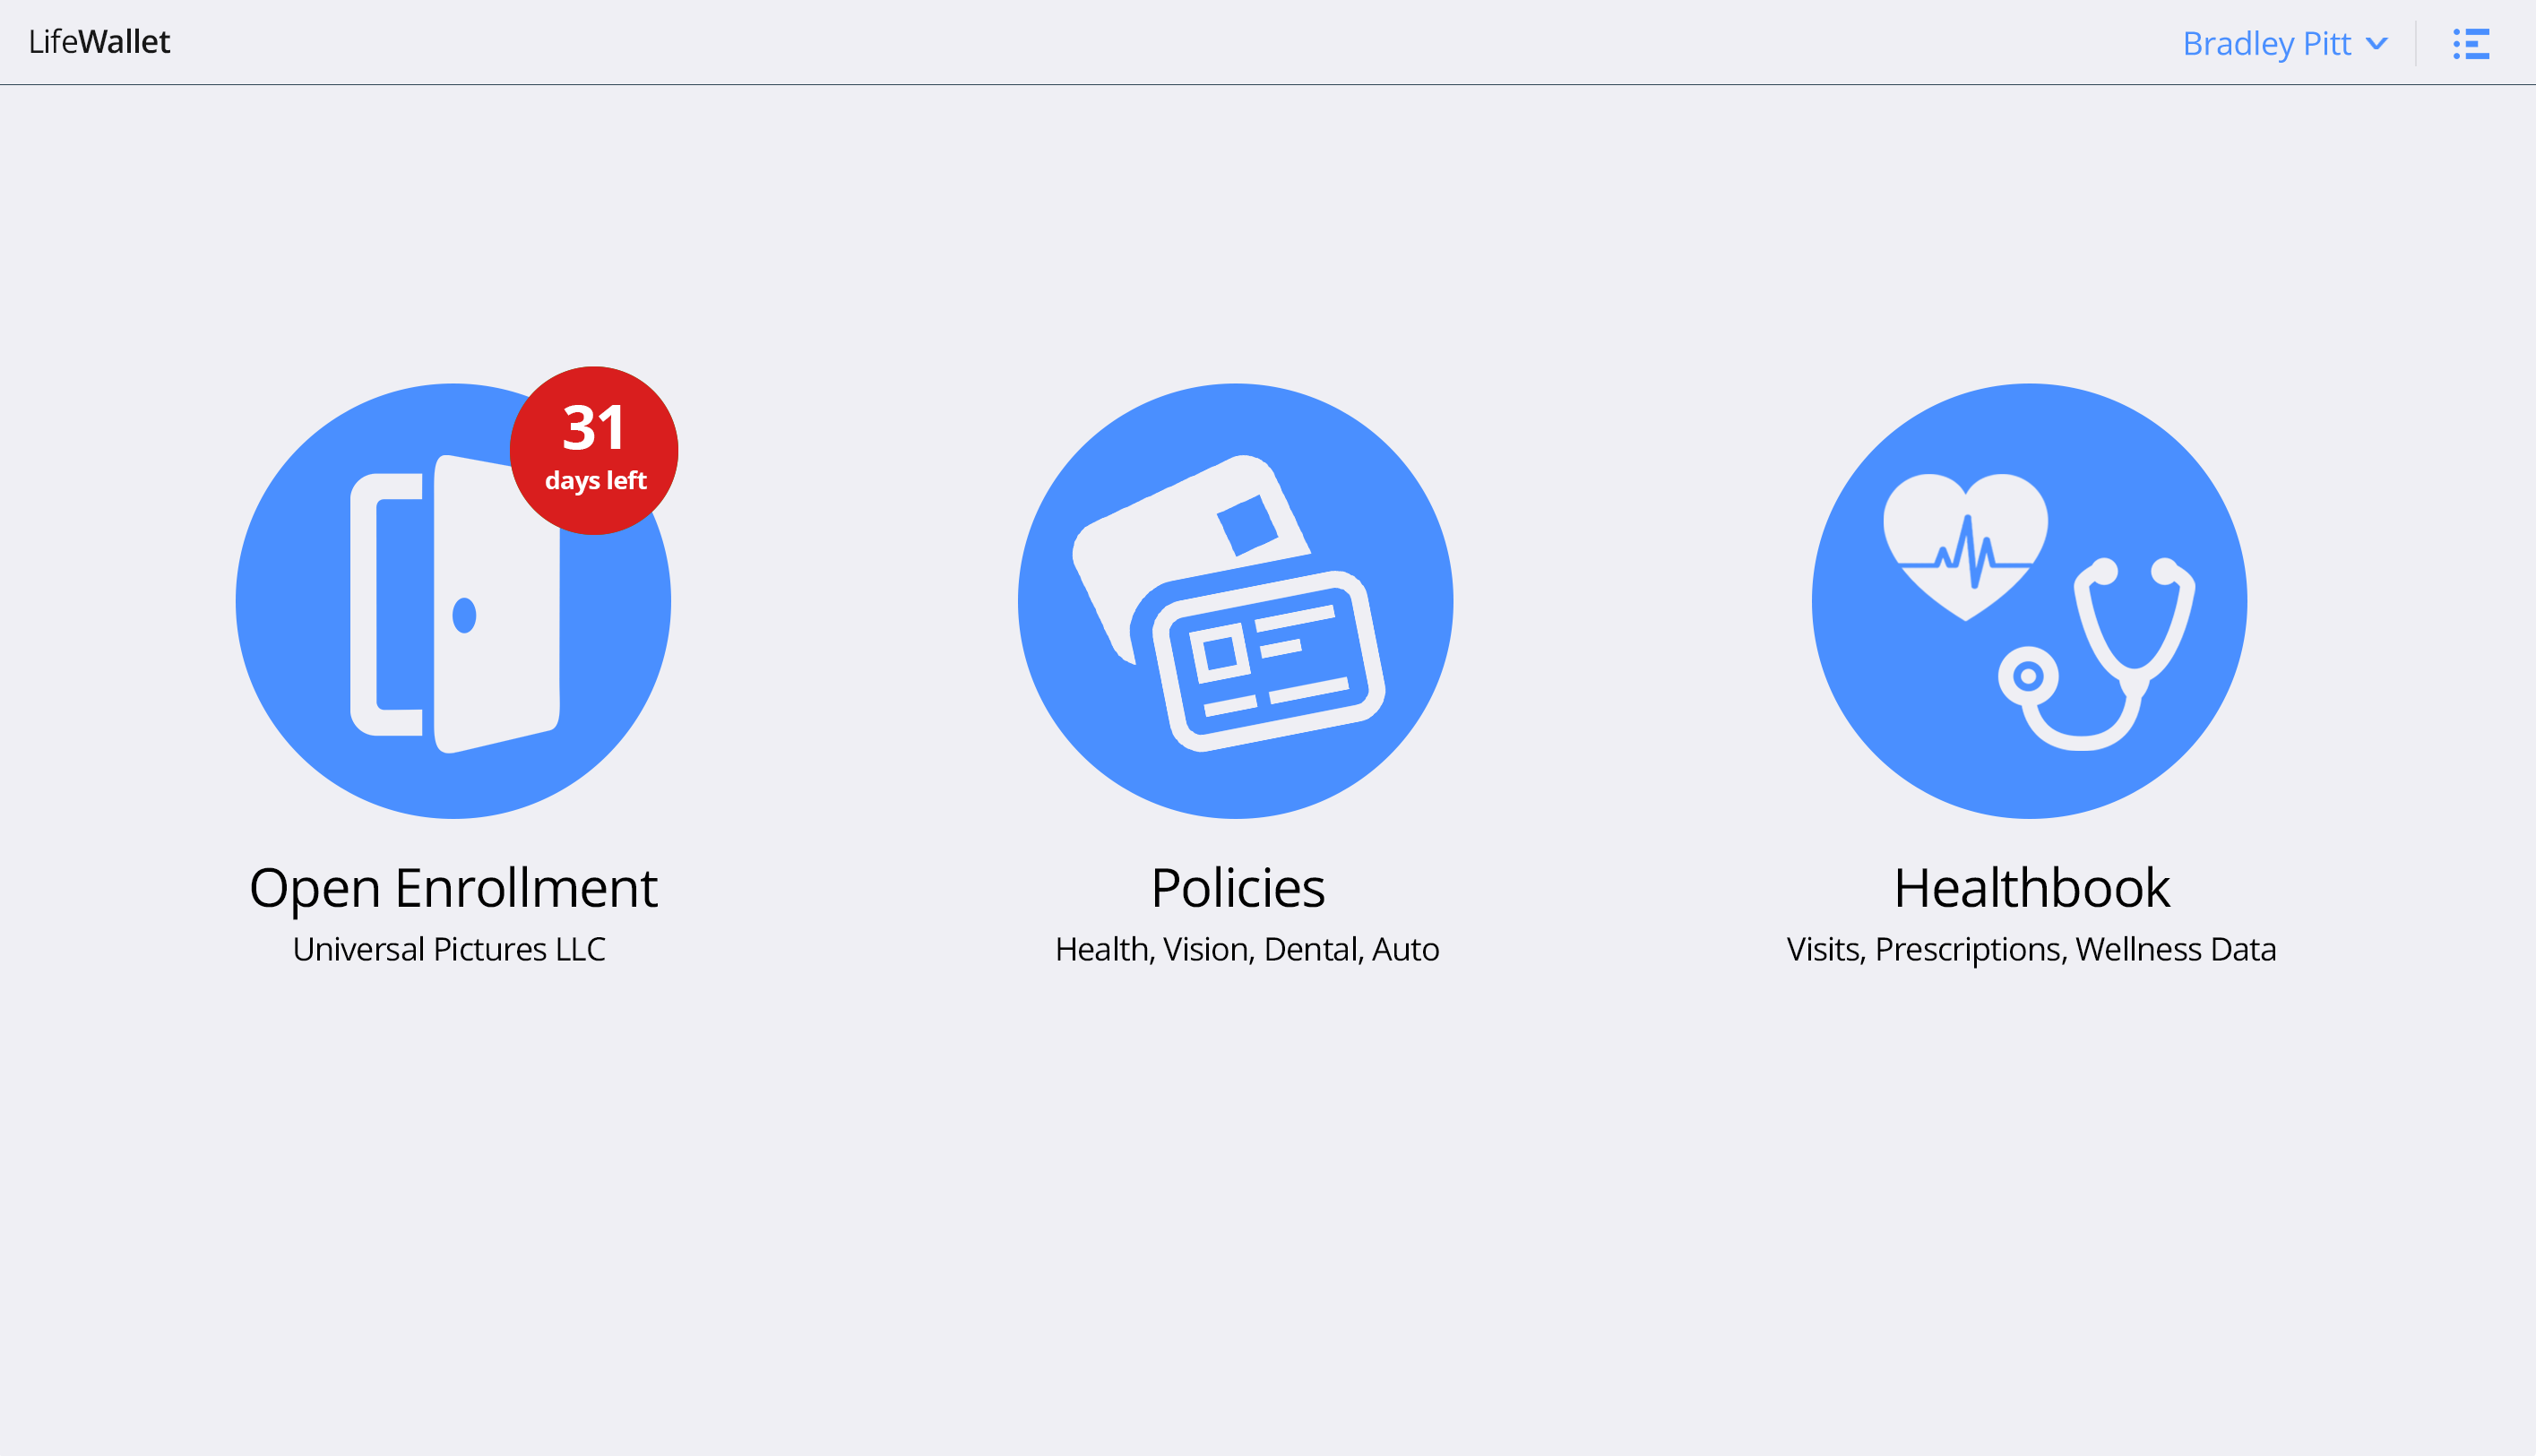 LifeWallet
Bradley Pitt
31
days left
Open Enrollment
Universal Pictures LLC
Policies
Health, Vision, Dental, Auto
Healthbook
Visits, Prescriptions, Wellness Data